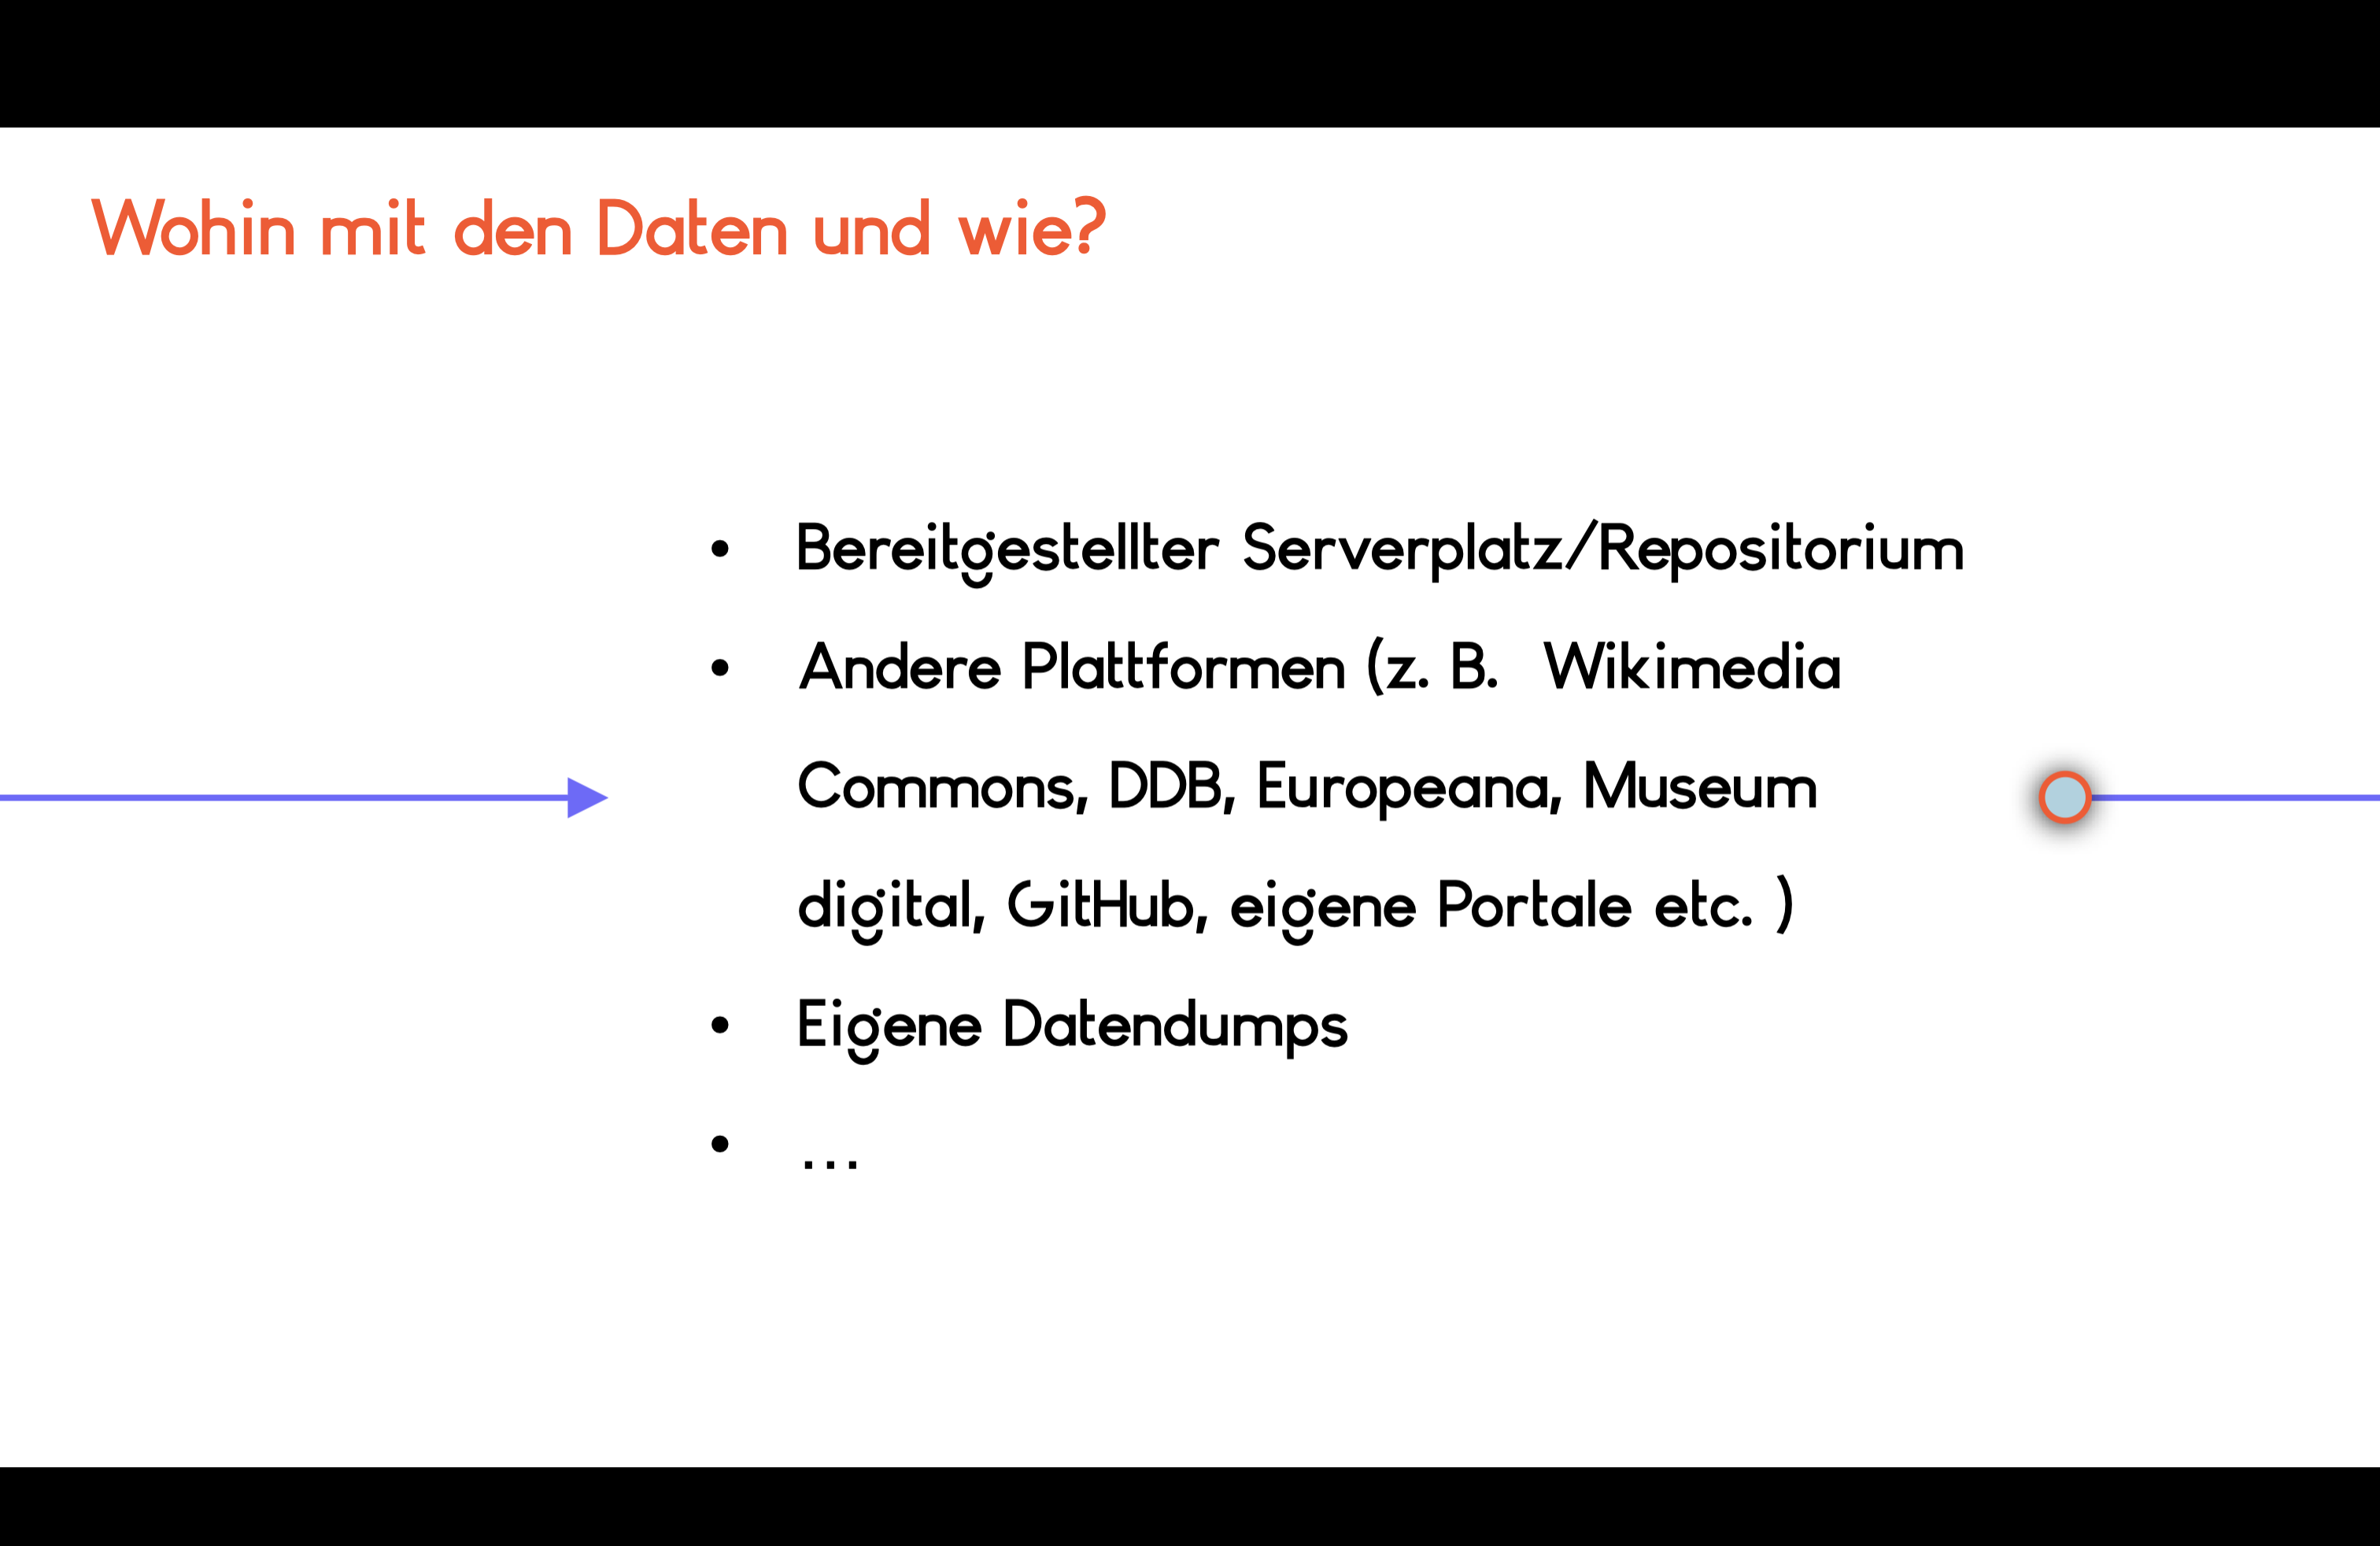 Wohin mit den Daten und wie?
• Bereitgestellter Serverplatz/Repositorium
• Andere Plattformen (z. B. Wikimedia
Commons, DDB, Europeana, Museum
digital, GitHub, eigene Portale etc. )
• Eigene Datendumps
• ...